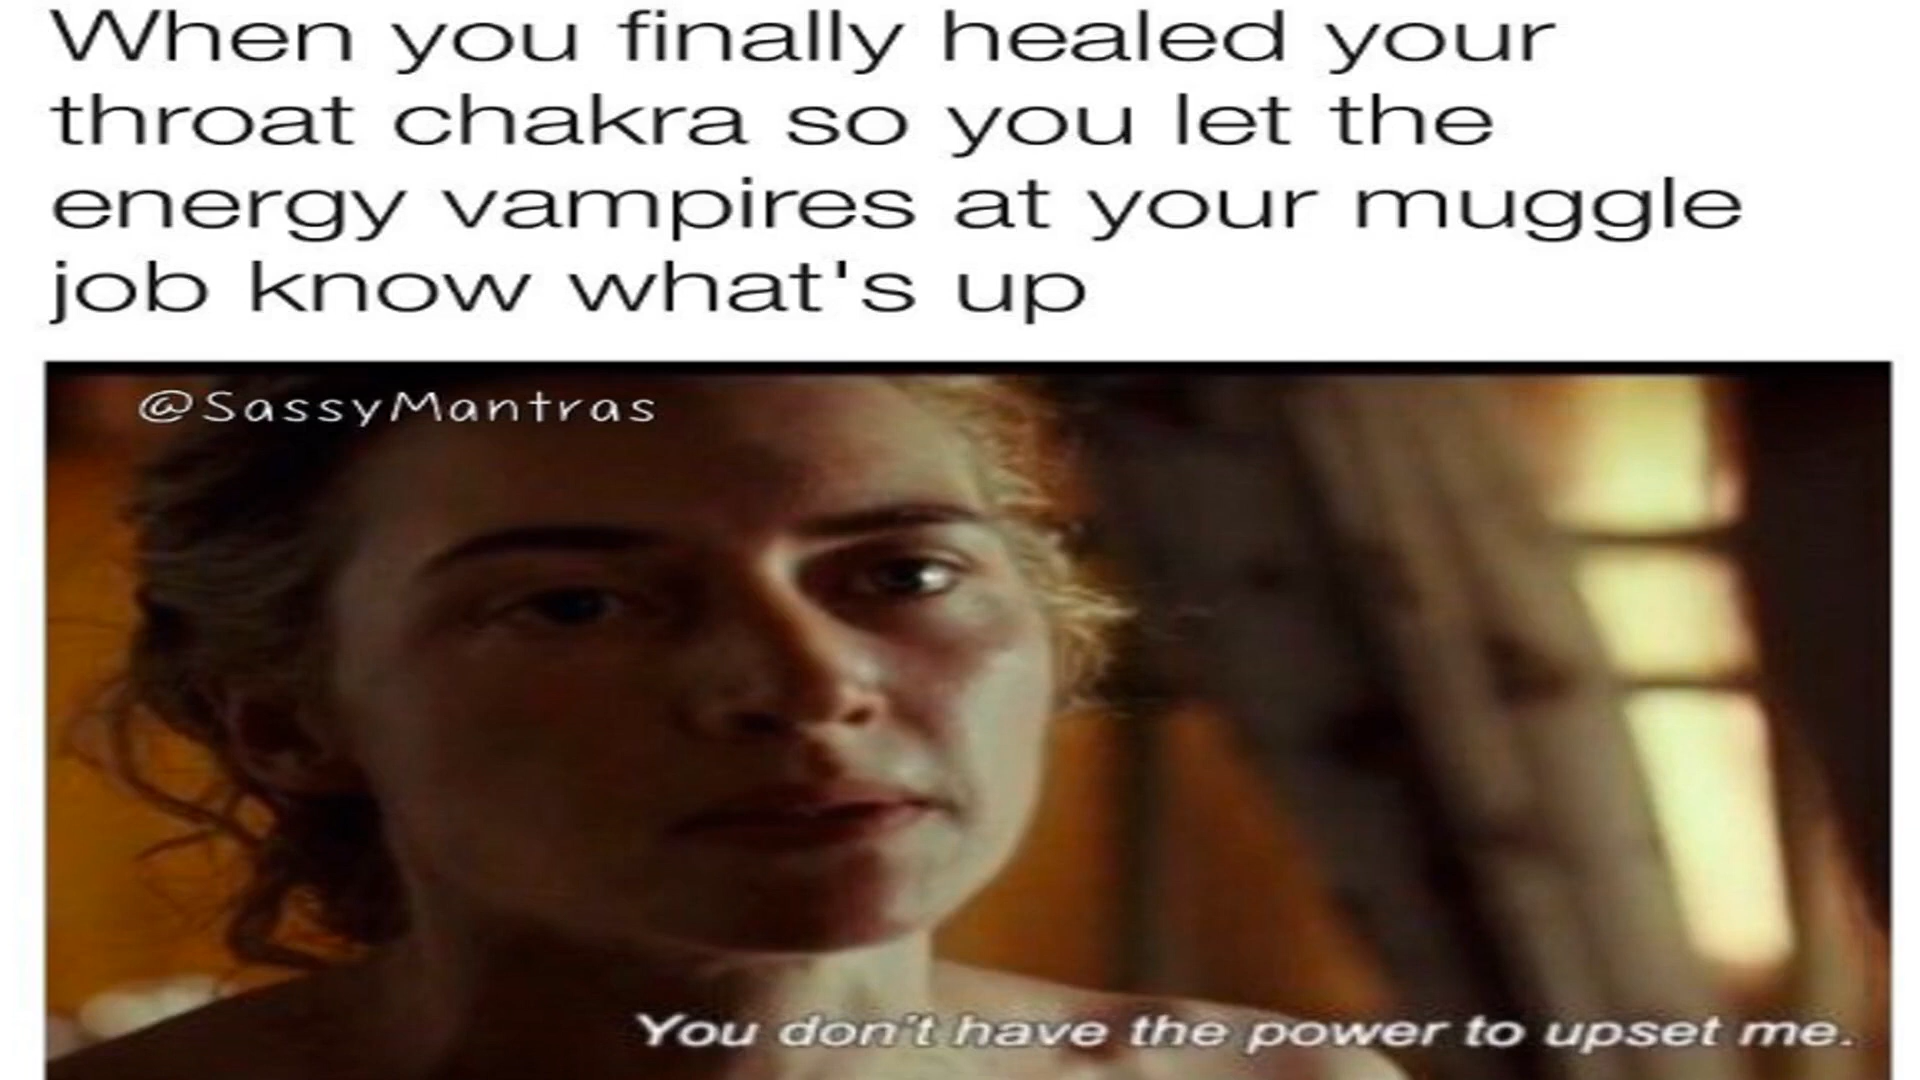 When you finally healed your
throat chakra so you let the
energy vampires at your muggle
job know what's up
@SassyMantras
You don't have the power to upset me.